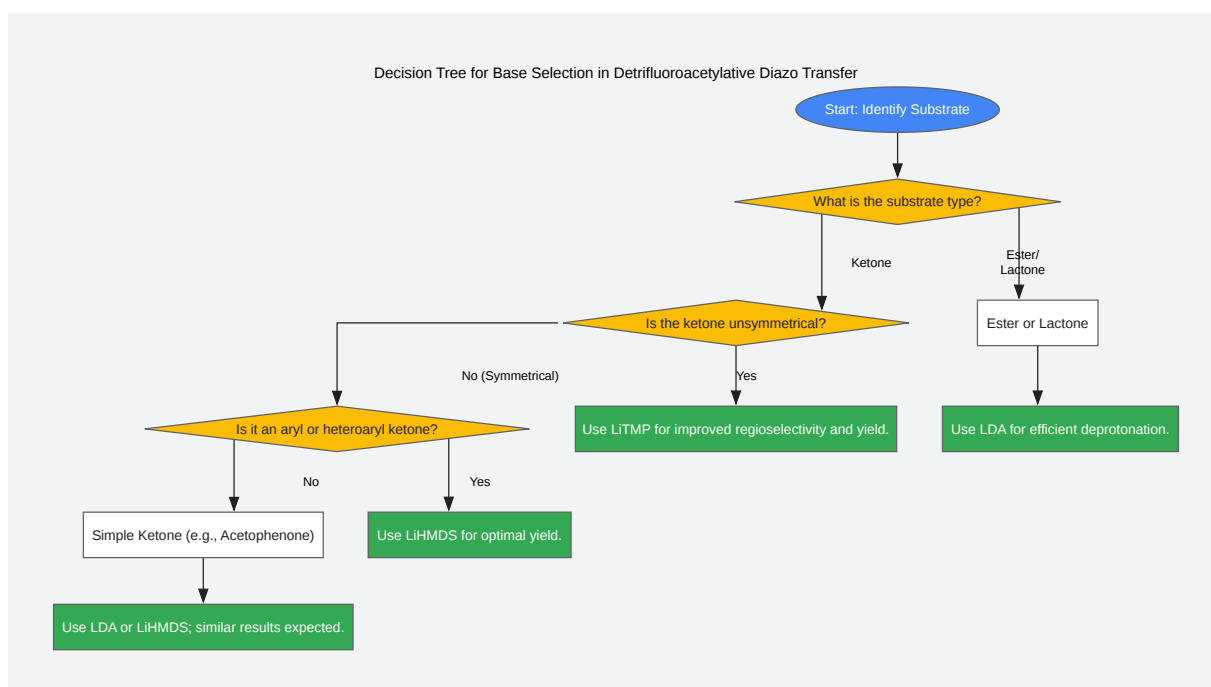 Decision Tree for Base Selection in Detrifluoroacetylative Diazo Transfer
Start: Identify Substrate
What is the substrate type?
Ketone
Ester/
Lactone
Is the ketone unsymmetrical?
Ester or Lactone
No (Symmetrical)
Yes
Is it an aryl or heteroaryl ketone?
Use LiTMP for improved regioselectivity and yield.
Use LDA for efficient deprotonation.
No
Yes
Simple Ketone (e.g., Acetophenone)
Use LiHMDS for optimal yield.
Use LDA or LiHMDS; similar results expected.